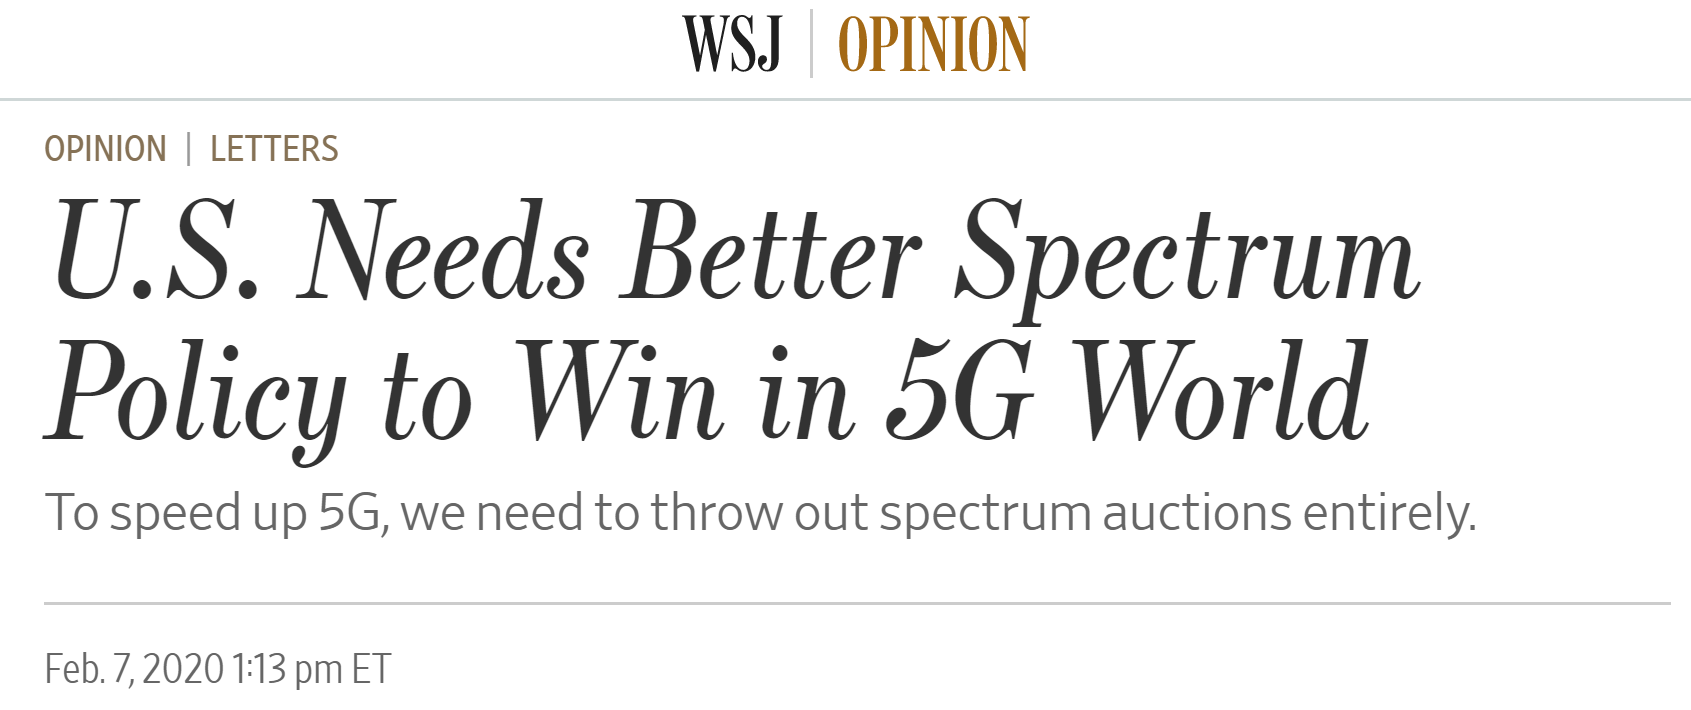 WSJ | OPINION
OPINION | LETTERS
U.S. Needs Better Spectrum
Policy to Win in 5G World
To speed up 5G, we need to throw out spectrum auctions entirely.
Feb. 7, 2020 1:13 pm ET